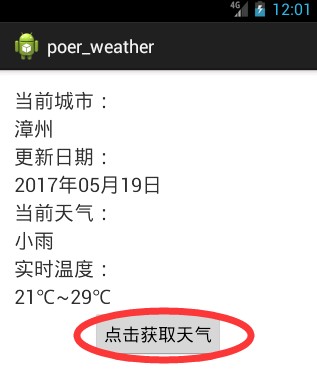 4G 12:01
poer_weather
当前城市：
漳州
更新日期：
2017年05月19日
当前天气：
小雨
实时温度：
21℃~29℃
点击获取天气